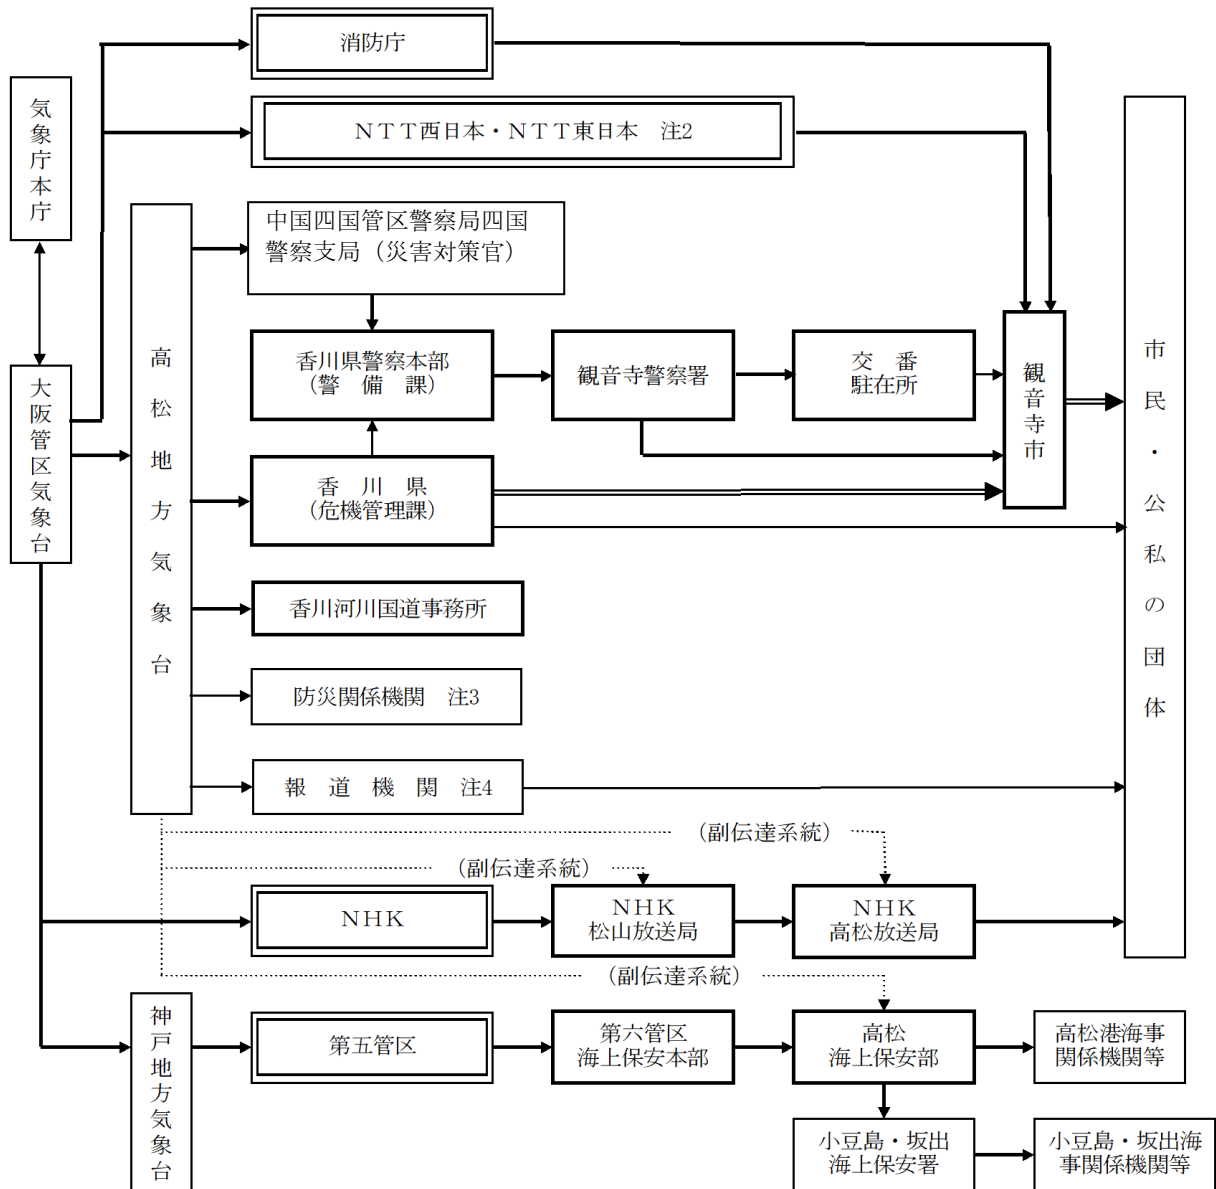 消防庁
気象庁本庁
ＮＴＴ西日本・ＮＴＴ東日本　注2
中国四国管区警察局四国
警察支局（災害対策官）
高松地方気象台
香川県警察本部
（警　備　課）
観音寺警察署
交　番
駐在所
観音寺市
市民・公私の団体
大阪管区気象台
香　川　県
（危機管理課）
香川河川国道事務所
防災関係機関　注3
報　道　機　関　注4
（副伝達系統）
（副伝達系統）
ＮＨＫ
ＮＨＫ
松山放送局
ＮＨＫ
高松放送局
（副伝達系統）
神戸地方気象台
第五管区
第六管区
海上保安本部
高松
海上保安部
高松港海事
関係機関等
小豆島・坂出
海上保安署
小豆島・坂出海
事関係機関等